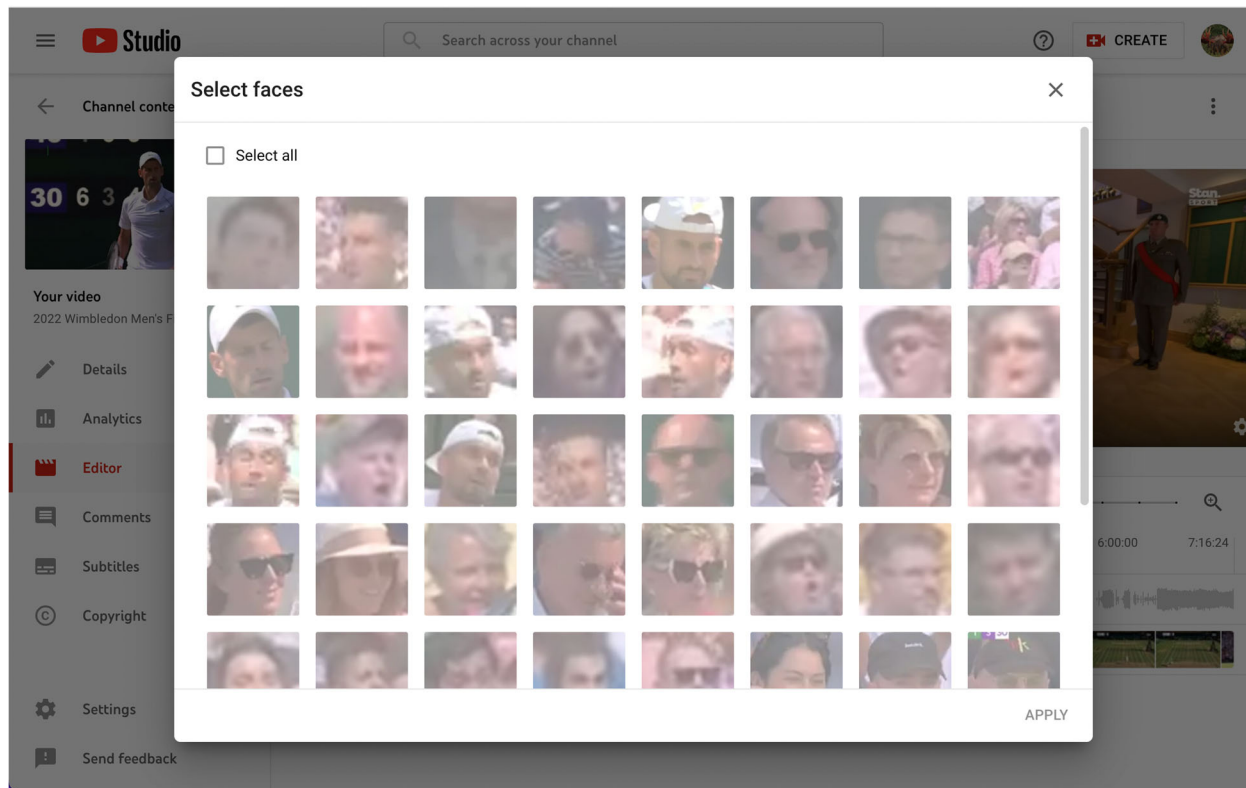 Studio
Search across your channel
CREATE
Channel conte
Select faces
Select all
30 6 3
Stan.
SPORT
Your video
2022 Wimbledon Men's F
Details
Analytics
Editor
Comments
Subtitles
Copyright
6:00:00
7:16:24
Settings
Send feedback
APPLY